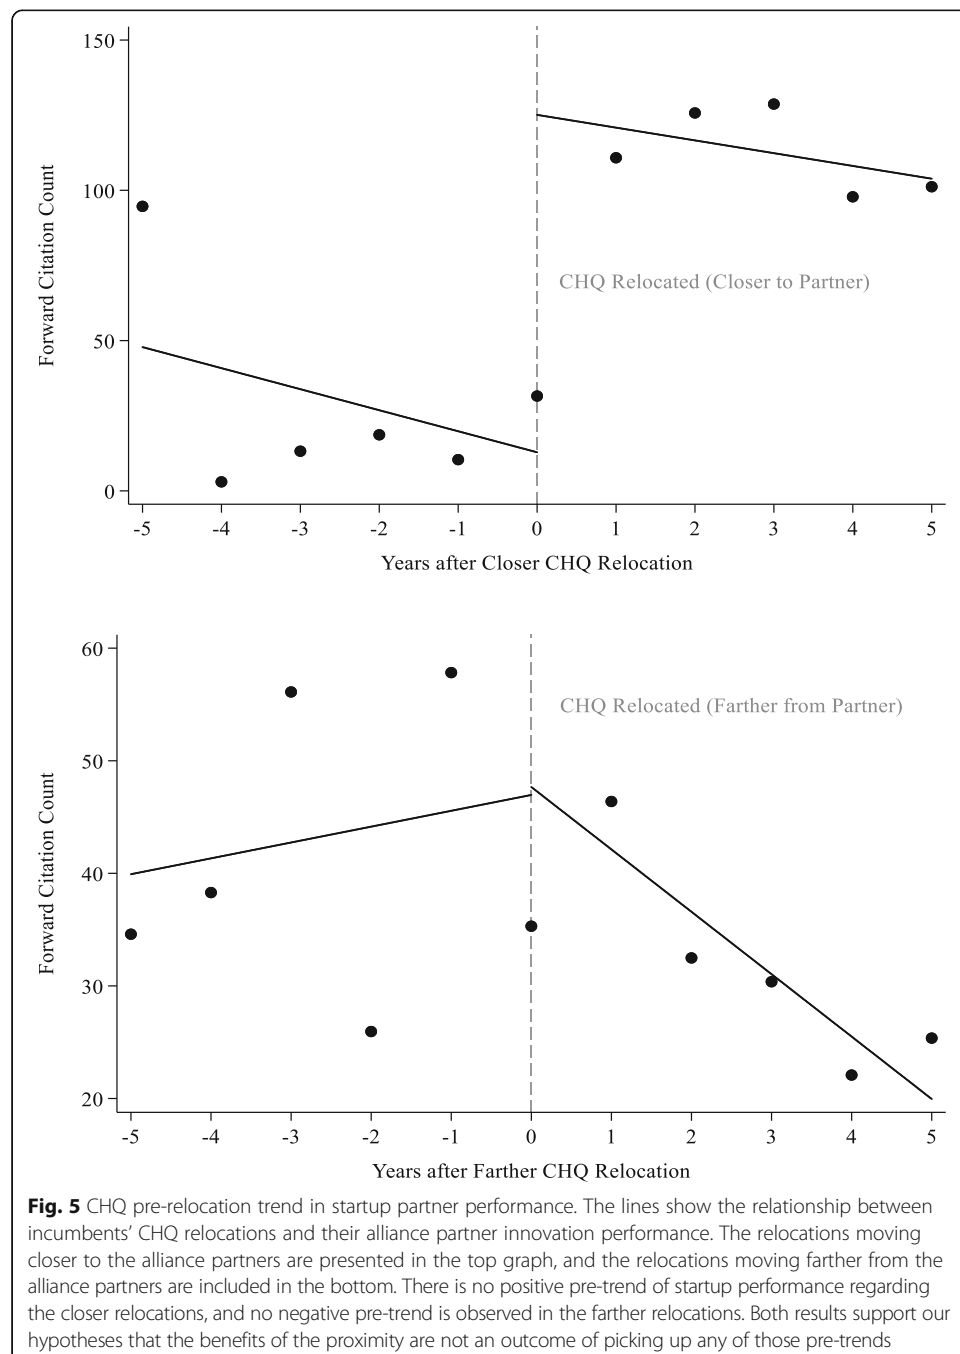 150
100
50
0
Forward Citation Count
CHQ Relocated (Closer to Partner)
-5 -4 -3 -2 -1 0 1 2 3 4 5
Years after Closer CHQ Relocation
60
50
40
30
20
Forward Citation Count
CHQ Relocated (Farther from Partner)
-5 -4 -3 -2 -1 0 1 2 3 4 5
Years after Farther CHQ Relocation
Fig. 5 CHQ pre-relocation trend in startup partner performance. The lines show the relationship between
incumbents’ CHQ relocations and their alliance partner innovation performance. The relocations moving
closer to the alliance partners are presented in the top graph, and the relocations moving farther from the
alliance partners are included in the bottom. There is no positive pre-trend of startup performance regarding
the closer relocations, and no negative pre-trend is observed in the farther relocations. Both results support our
hypotheses that the benefits of the proximity are not an outcome of picking up any of those pre-trends